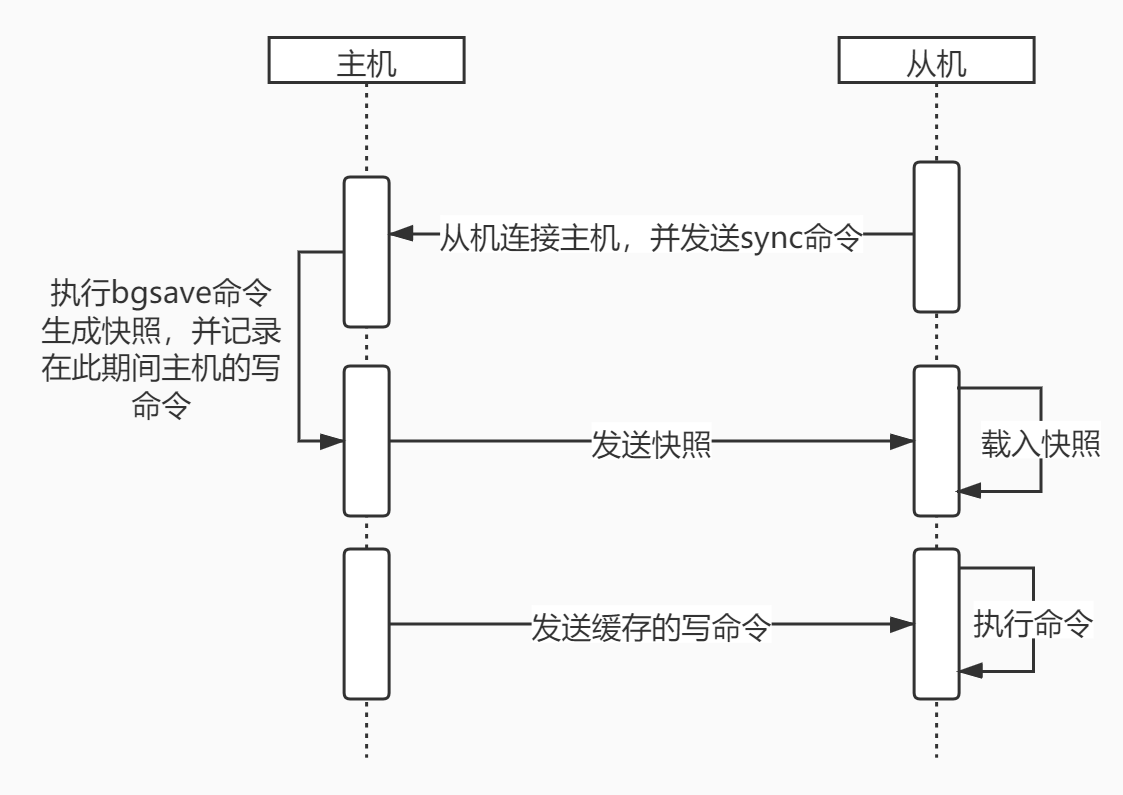 主机
从机
从机连接主机，并发送sync命令
执行bgsave命令
生成快照，并记录
在此期间主机的写
命令
发送快照
载入快照
发送缓存的写命令
执行命令